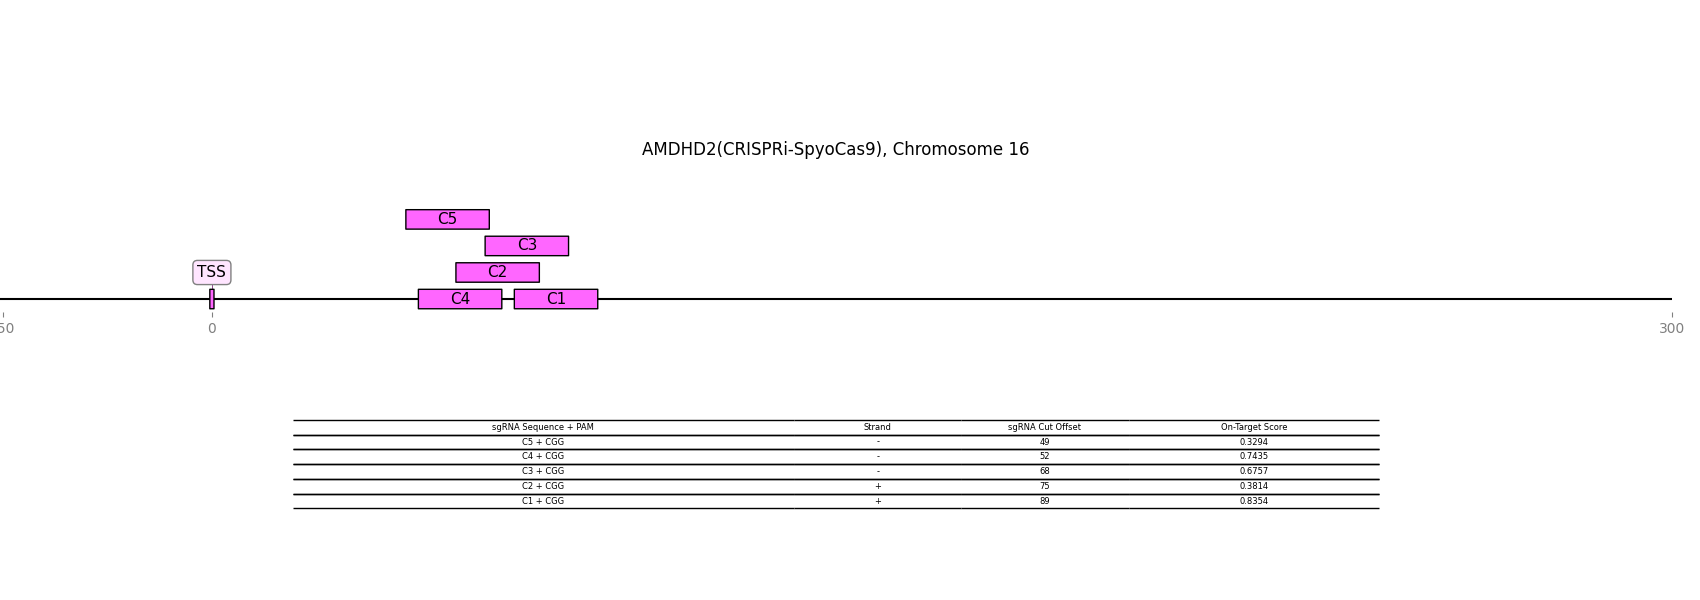 AMDHD2(CRISPRi-SpyoCas9), Chromosome 16
C5
C3
TSS
C2
C4
C1
50
0
300
sgRNA Sequence + PAM Strand sgRNA Cut Offset On-Target Score
C5 + CGG - 49 0.3294
C4 + CGG - 52 0.7435
C3 + CGG - 68 0.6757
C2 + CGG + 75 0.3814
C1 + CGG + 89 0.8354